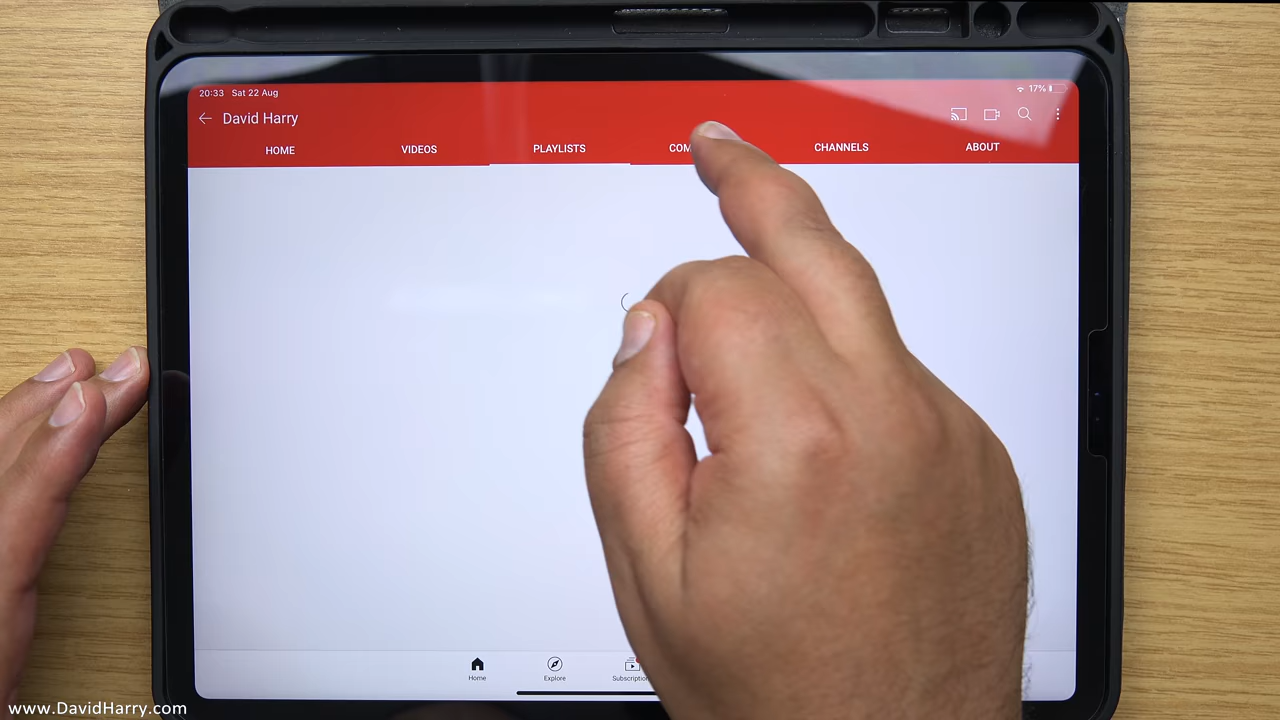 20:33 Sat 22 Aug 17%
David Harry
HOME VIDEOS PLAYLISTS CHANNELS ABOUT
Home Explore
www.DavidHarry.com